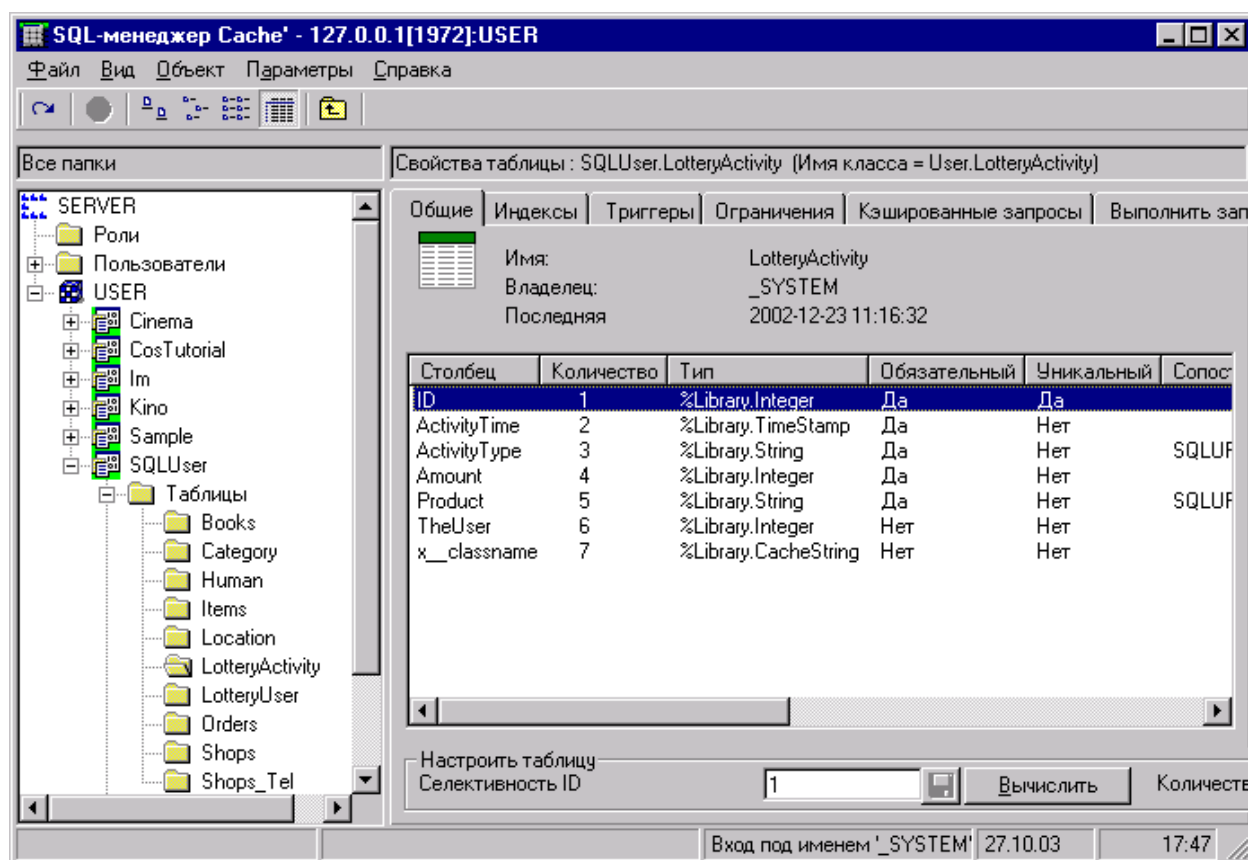 SQL-менеджер Cache' - 127.0.0.1[1972]:USER
Файл Вид Объект Параметры Справка
Все папки
Свойства таблицы : SQLUser.LotteryActivity (Имя класса = User.LotteryActivity)
SERVER
Роли
Пользователи
USER
Cinema
CosTutorial
Im
Kino
Sample
SQLUser
Таблицы
Books
Category
Human
Items
Location
LotteryActivity
LotteryUser
Orders
Shops
Shops_Tel
Общие Индексы Триггеры Ограничения Кэшированные запросы Выполнить зап
Имя: LotteryActivity
Владелец: _SYSTEM
Последняя 2002-12-23 11:16:32
Столбец Количество Тип Обязательный Уникальный Сопос
ID 1 %Library.Integer Да Да
ActivityTime 2 %Library.TimeStamp Да Нет
ActivityType 3 %Library.String Да Нет SQLUF
Amount 4 %Library.Integer Да Нет
Product 5 %Library.String Да Нет SQLUF
TheUser 6 %Library.Integer Нет Нет
x__classname 7 %Library.CacheString Нет Нет
Настроить таблицу
Селективность ID 1 Вычислить Количеств
Вход под именем '_SYSTEM' 27.10.03 17:47